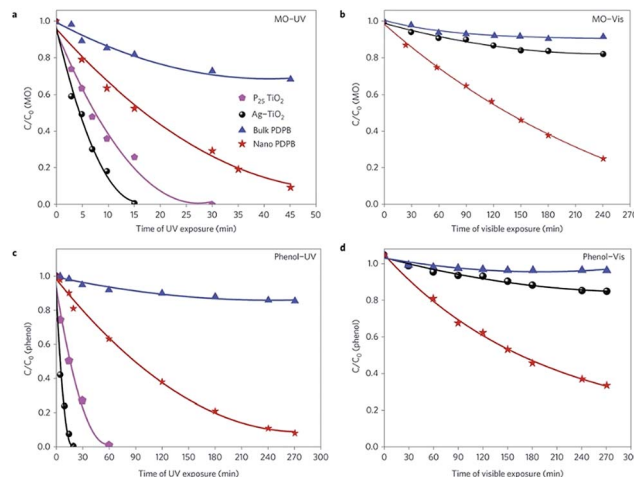 a
MO–UV
C/C0 (MO)
1.0
0.8
0.6
0.4
0.2
0.0
P25 TiO2
Ag–TiO2
Bulk PDPB
Nano PDPB
0 5 10 15 20 25 30 35 40 45 50
Time of UV exposure (min)
b
MO–Vis
C/C0 (MO)
1.0
0.8
0.6
0.4
0.2
0.0
0 30 60 90 120 150 180 210 240 270
Time of visible exposure (min)
c
Phenol–UV
C/C0 (phenol)
1.0
0.8
0.6
0.4
0.2
0.0
0 30 60 90 120 150 180 210 240 270 300
Time of UV exposure (min)
d
Phenol–Vis
C/CO (phenol)
1.0
0.8
0.6
0.4
0.2
0.0
0 30 60 90 120 150 180 210 240 270 300
Time of visible exposure (min)